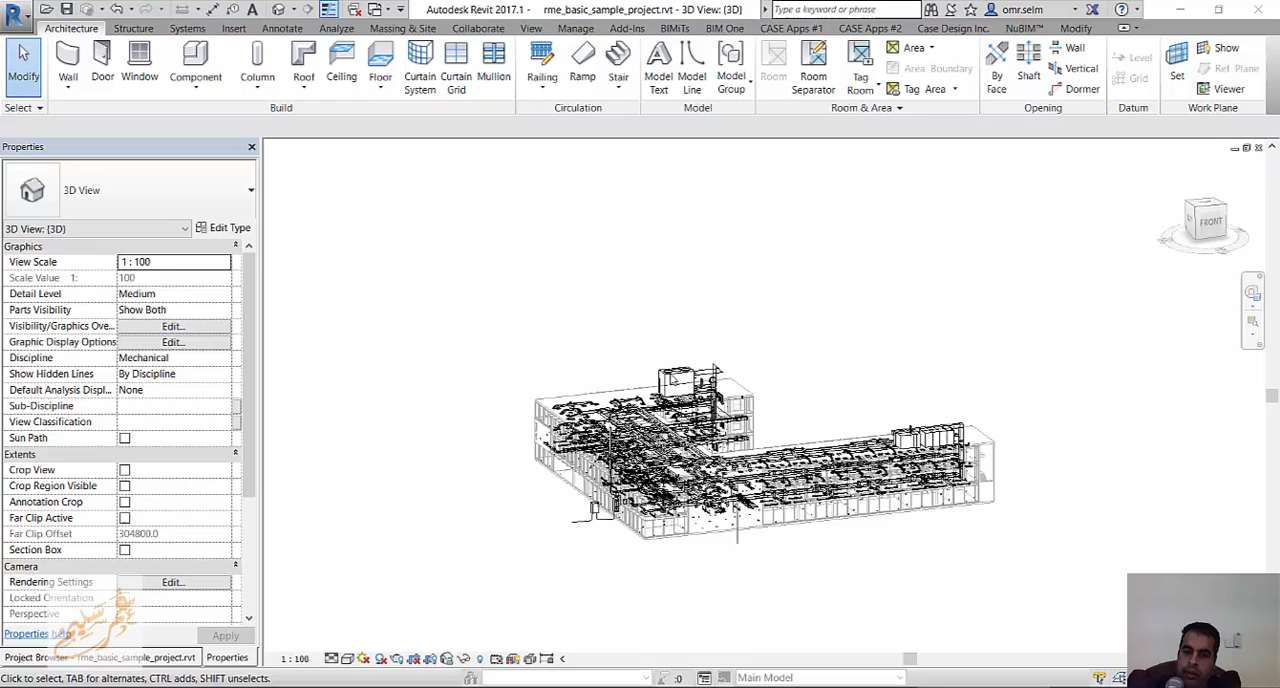 Autodesk Revit 2017.1 - rme_basic_sample_project.rvt - 3D View: {3D}
Type a keyword or phrase
omr.selm
Architecture Structure Systems Insert Annotate Analyze Massing & Site Collaborate View Manage Add-Ins BIMiTs BIM One CASE Apps #1 CASE Apps #2 Case Design Inc. NuBIM™ Modify
Modify Wall Door Window Component Column Roof Ceiling Floor Curtain System Curtain Grid Mullion Railing Ramp Stair Model Text Model Line Model Group Room Room Separator Tag Room By Face Shaft Set
Area Wall Level Show
Area Boundary Vertical Grid Ref Plane
Tag Area Dormer Viewer
Select Build Circulation Model Room & Area Opening Datum Work Plane
Properties
3D View
3D View: {3D} Edit Type
Graphics
View Scale 1 : 100
Scale Value 1: 100
Detail Level Medium
Parts Visibility Show Both
Visibility/Graphics Ove... Edit...
Graphic Display Options Edit...
Discipline Mechanical
Show Hidden Lines By Discipline
Default Analysis Displ... None
Sub-Discipline
View Classification
Sun Path
Extents
Crop View
Crop Region Visible
Annotation Crop
Far Clip Active
Far Clip Offset 304800.0
Section Box
Camera
Rendering Settings Edit...
Locked Orientation
Perspective
Properties help Apply
Project Browser - rme_basic_sample_project.rvt Properties
1 : 100
Click to select, TAB for alternates, CTRL adds, SHIFT unselects.
:0
Main Model
FRONT